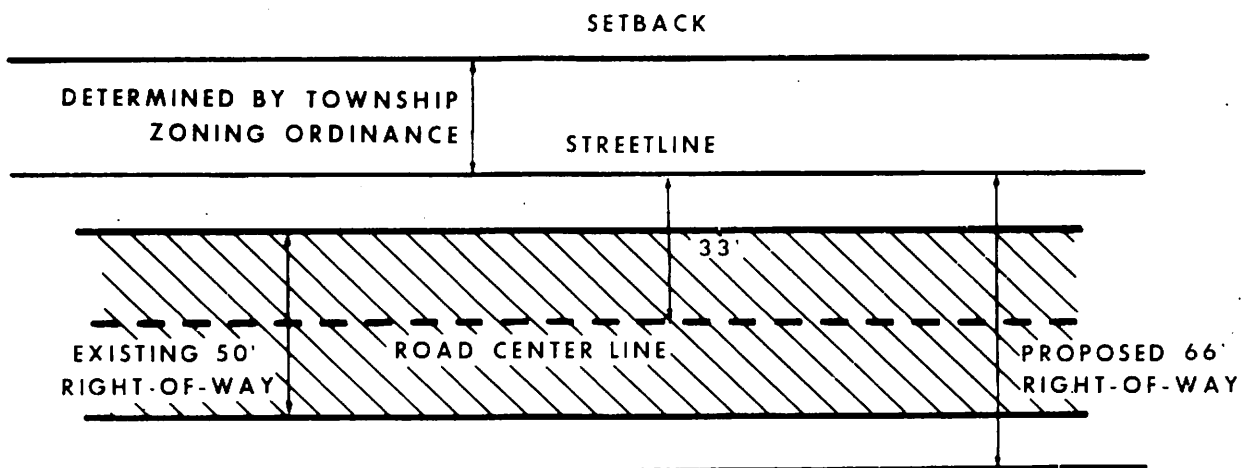 SETBACK
DETERMINED BY TOWNSHIP
ZONING ORDINANCE
STREETLINE
33'
EXISTING 50'
RIGHT-OF-WAY
ROAD CENTER LINE
PROPOSED 66'
RIGHT-OF-WAY